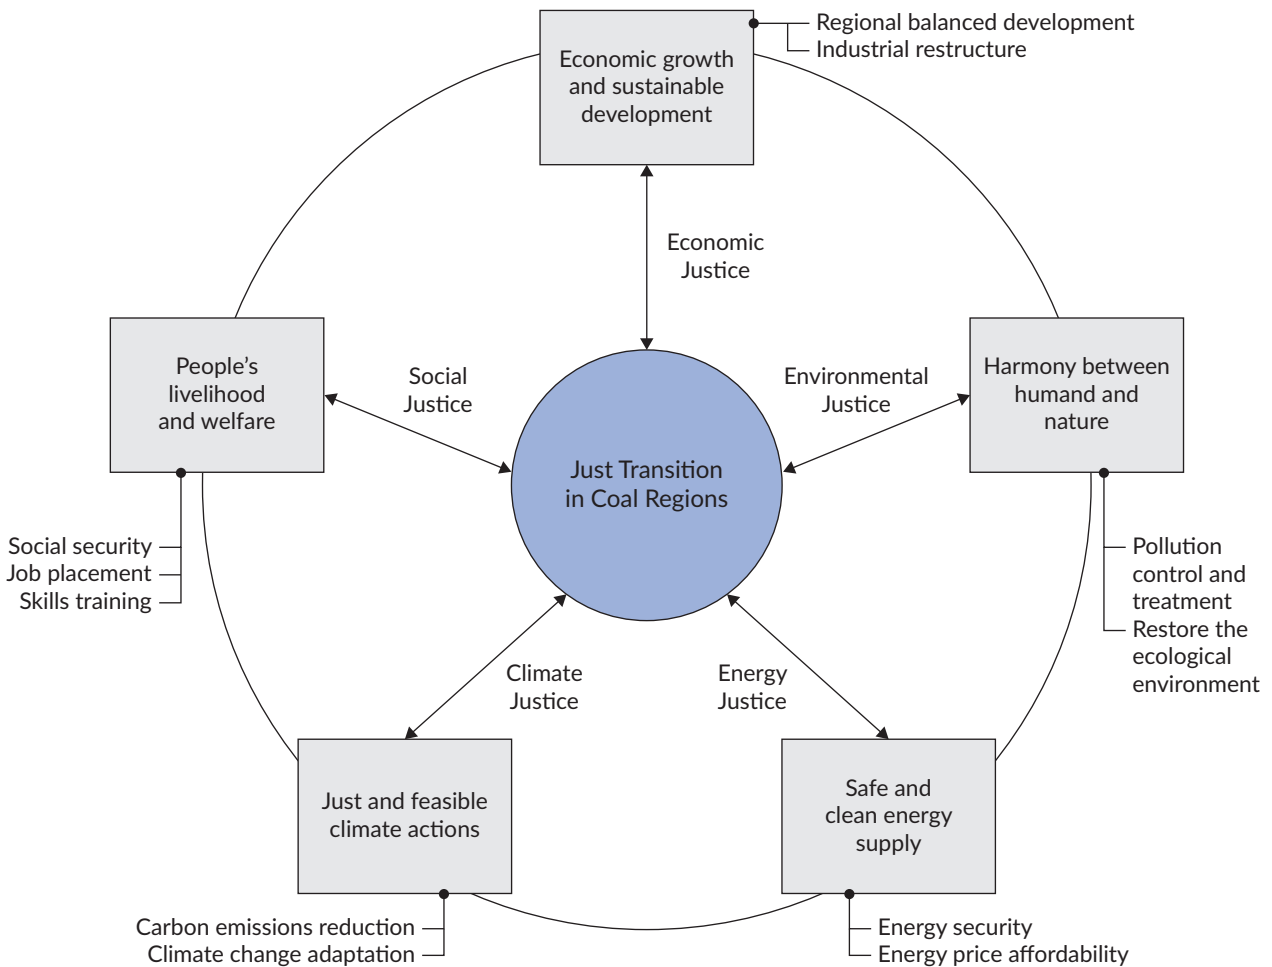 Regional balanced development
Industrial restructure
Economic growth
and sustainable
development
Economic
Justice
People’s
livelihood
and welfare
Social
Justice
Environmental
Justice
Harmony between
humand and
nature
Just Transition
in Coal Regions
Social security
Job placement
Skills training
Pollution
control and
treatment
Restore the
ecological
environment
Climate
Justice
Energy
Justice
Just and feasible
climate actions
Safe and
clean energy
supply
Carbon emissions reduction
Climate change adaptation
Energy security
Energy price affordability